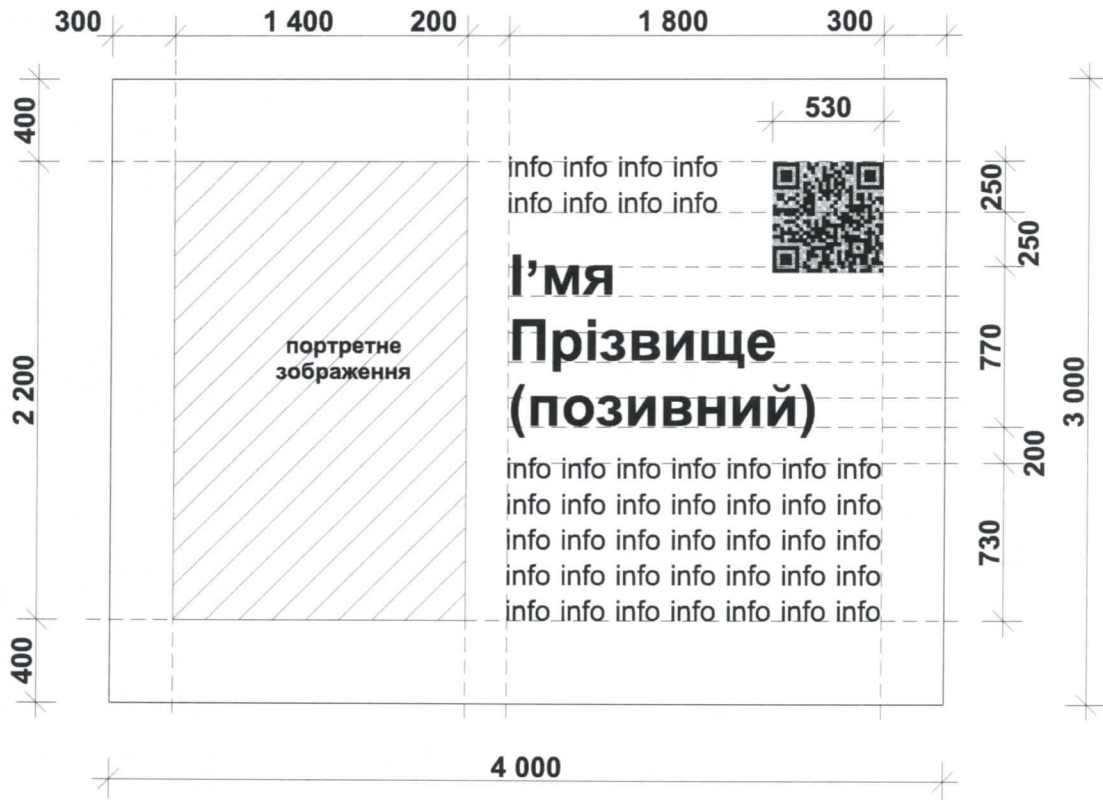 300 1 400 200 1 800 300
400
2 200
400
530
портретне
зображення
info info info info
info info info info
І’мя
Прізвище
(позивний)
info info info info info info info
info info info info info info info
info info info info info info info
info info info info info info info
info info info info info info info
250
250
770
200
730
3 000
4 000